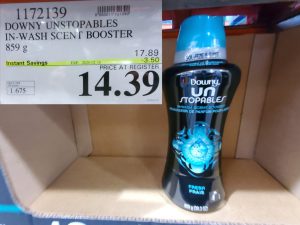 1172139
DOWNY UNSTOPABLES
IN-WASH SCENT BOOSTER
859 g
17.89
Instant Savings
-3.50
PRICE AT REGISTER
14.39
1.675
Downy
UN
STOPABLES
FRESH
FRAIS